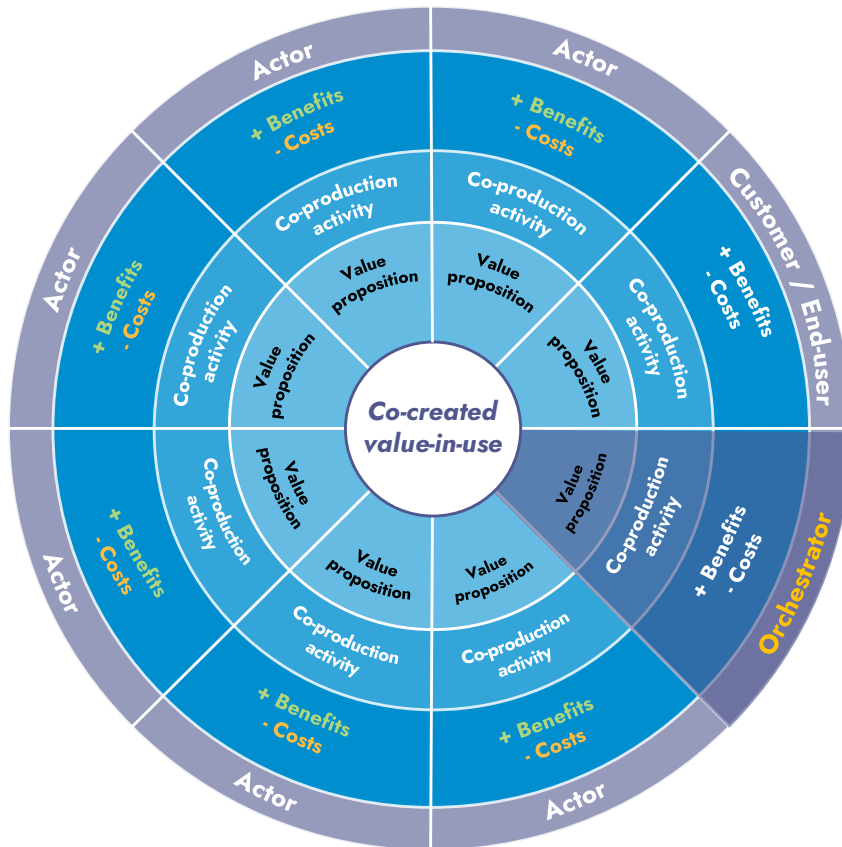 Actor
+ Benefits
- Costs
Co-production
activity
Value
proposition
Actor
+ Benefits
- Costs
Co-production
activity
Value
proposition
Customer / End-user
+ Benefits
- Costs
Co-production
activity
Value
proposition
Orchestrator
+ Benefits
- Costs
Co-production
activity
Value
proposition
Actor
+ Benefits
- Costs
Co-production
activity
Value
proposition
Actor
+ Benefits
- Costs
Co-production
activity
Value
proposition
Actor
+ Benefits
- Costs
Co-production
activity
Value
proposition
Actor
+ Benefits
- Costs
Co-production
activity
Value
proposition
Co-created
value-in-use